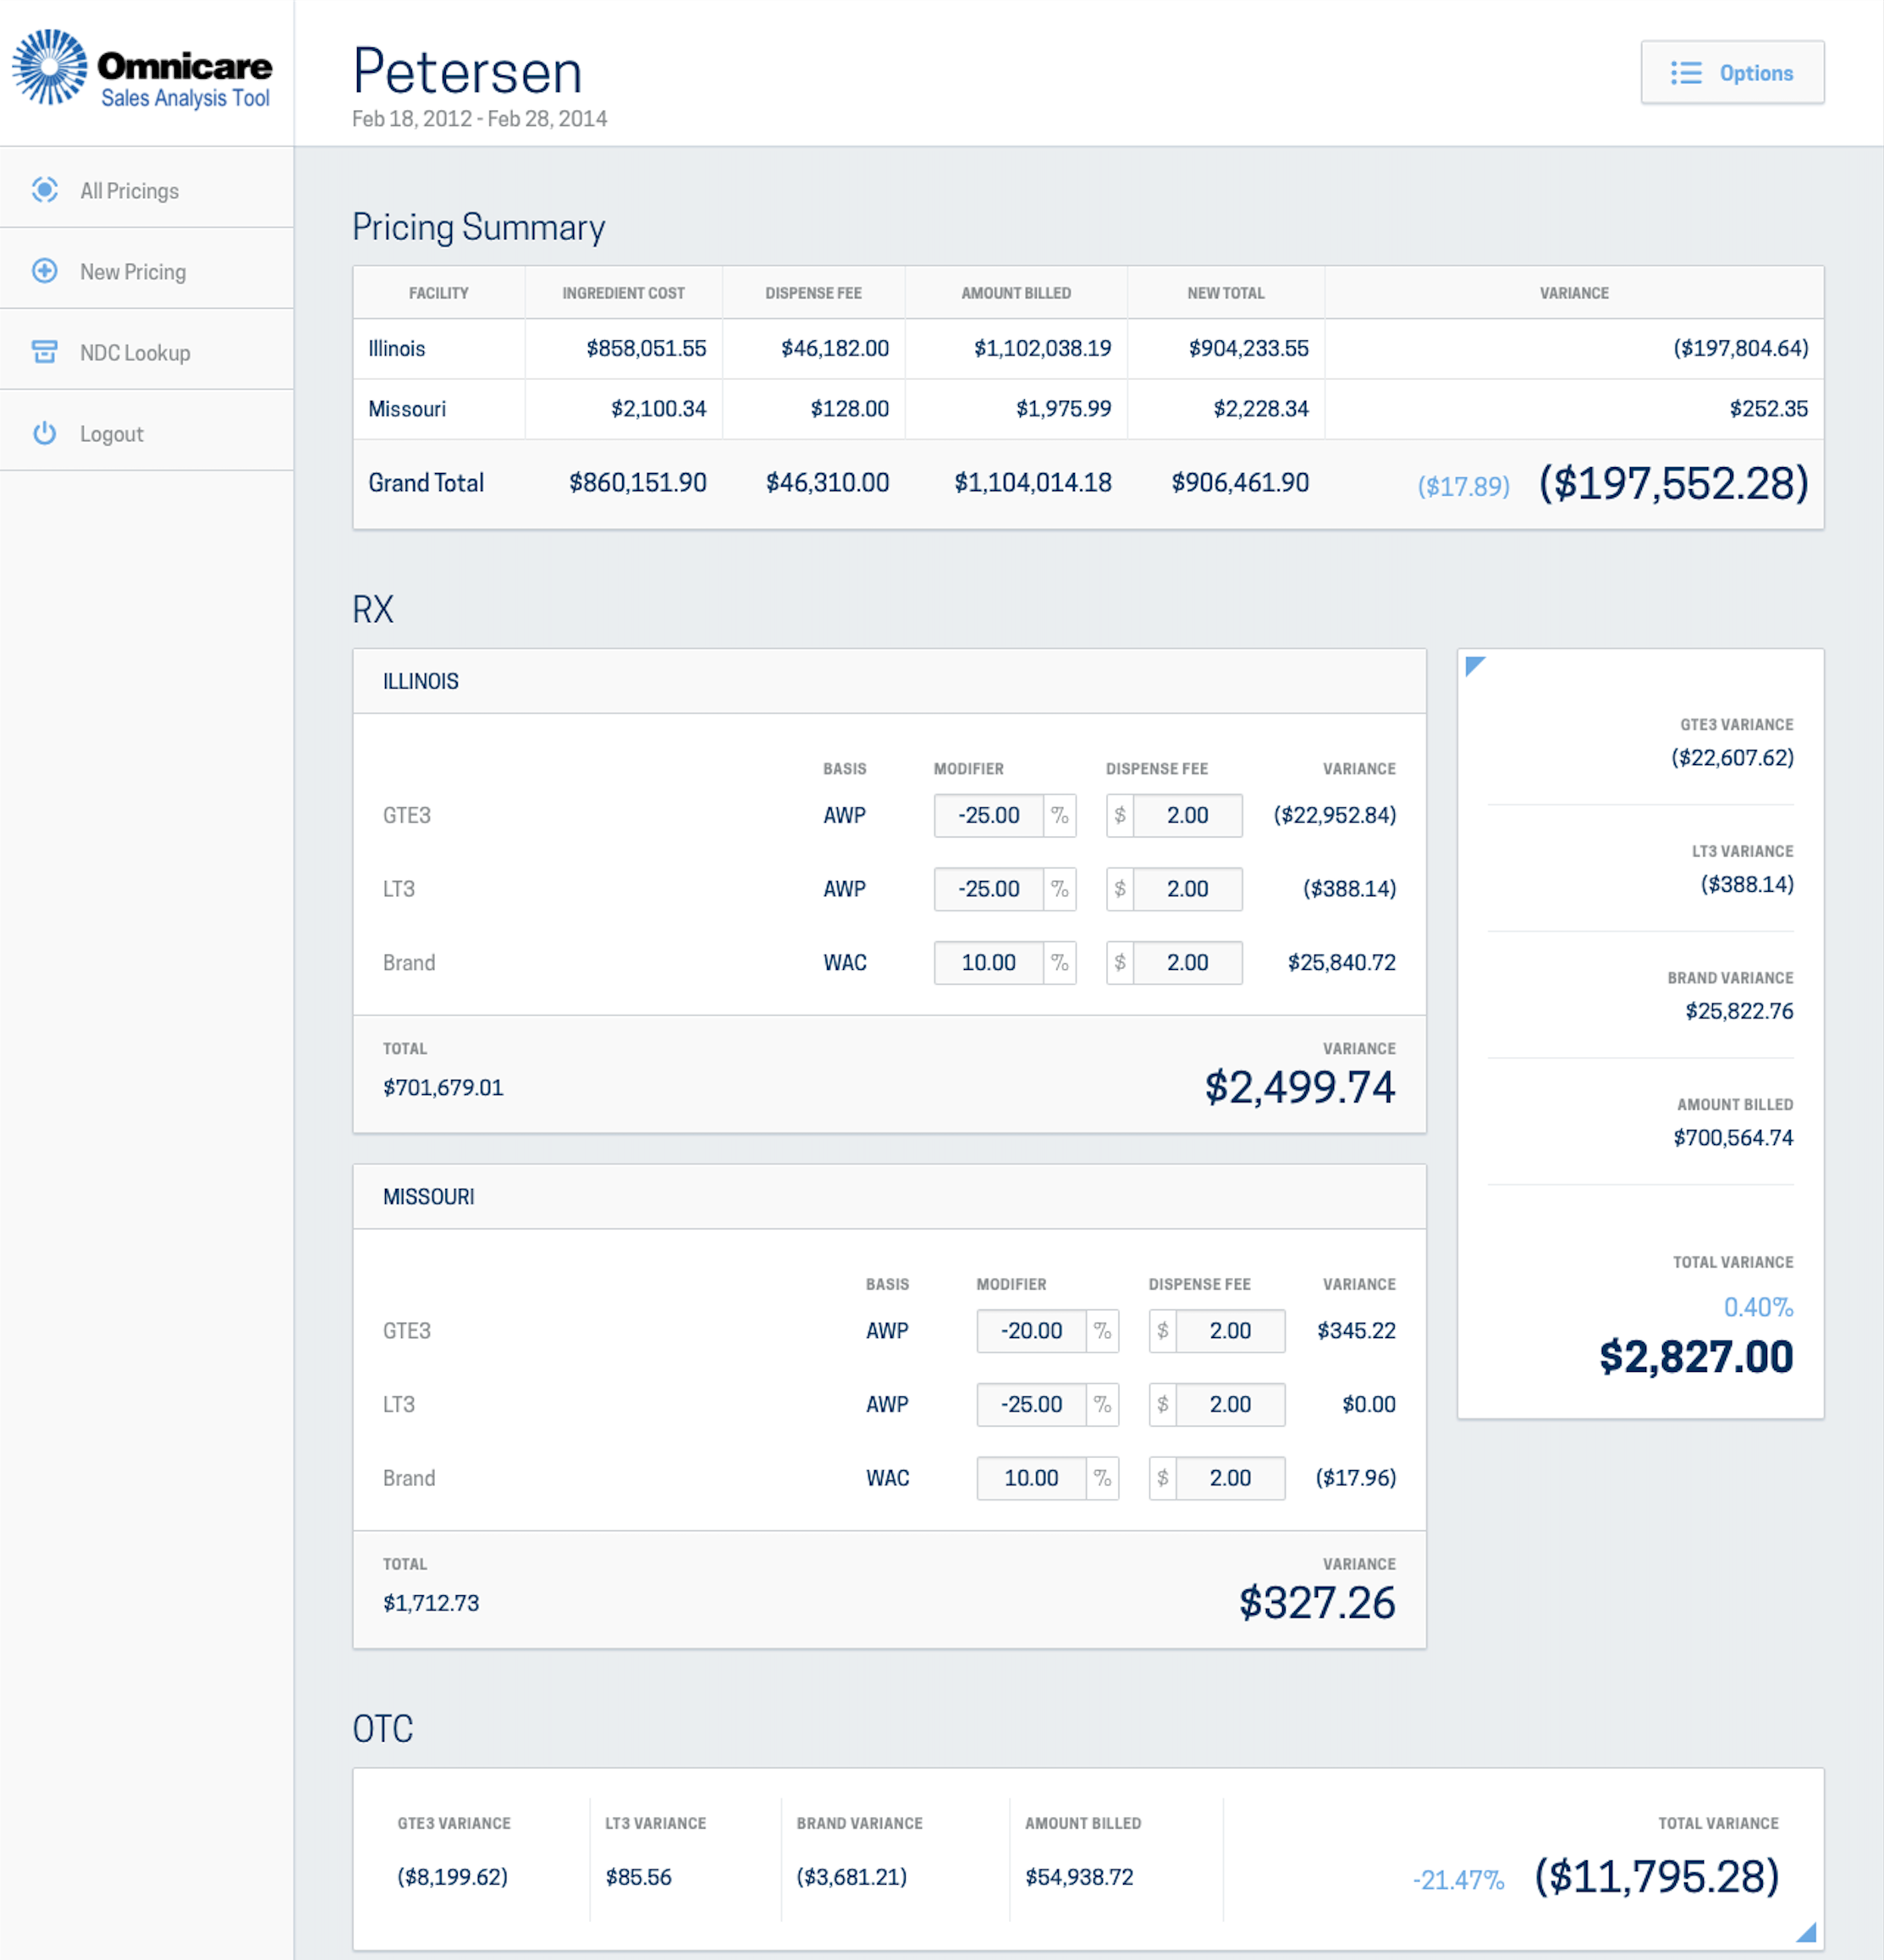 Omnicare
Sales Analysis Tool
All Pricings
New Pricing
NDC Lookup
Logout
Petersen
Feb 18, 2012 - Feb 28, 2014
Options
Pricing Summary
FACILITY INGREDIENT COST DISPENSE FEE AMOUNT BILLED NEW TOTAL VARIANCE
Illinois $858,051.55 $46,182.00 $1,102,038.19 $904,233.55 ($197,804.64)
Missouri $2,100.34 $128.00 $1,975.99 $2,228.34 $252.35
Grand Total $860,151.90 $46,310.00 $1,104,014.18 $906,461.90 ($17.89) ($197,552.28)
RX
ILLINOIS
BASIS MODIFIER DISPENSE FEE VARIANCE
GTE3 AWP -25.00 % $ 2.00 ($22,952.84)
LT3 AWP -25.00 % $ 2.00 ($388.14)
Brand WAC 10.00 % $ 2.00 $25,840.72
TOTAL VARIANCE
$701,679.01 $2,499.74
MISSOURI
BASIS MODIFIER DISPENSE FEE VARIANCE
GTE3 AWP -20.00 % $ 2.00 $345.22
LT3 AWP -25.00 % $ 2.00 $0.00
Brand WAC 10.00 % $ 2.00 ($17.96)
TOTAL VARIANCE
$1,712.73 $327.26
GTE3 VARIANCE
($22,607.62)
LT3 VARIANCE
($388.14)
BRAND VARIANCE
$25,822.76
AMOUNT BILLED
$700,564.74
TOTAL VARIANCE
0.40%
$2,827.00
OTC
GTE3 VARIANCE LT3 VARIANCE BRAND VARIANCE AMOUNT BILLED TOTAL VARIANCE
($8,199.62) $85.56 ($3,681.21) $54,938.72 -21.47% ($11,795.28)